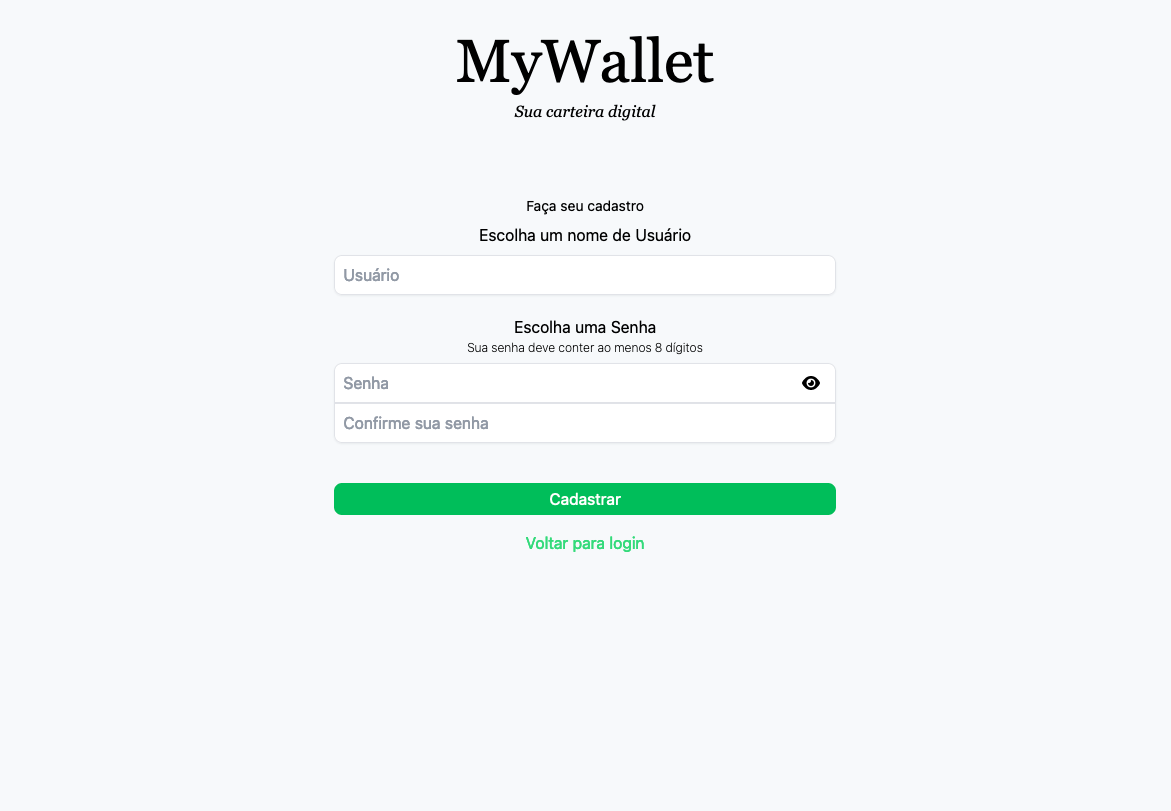 MyWallet
Sua carteira digital
Faça seu cadastro
Escolha um nome de Usuário
Usuário
Escolha uma Senha
Sua senha deve conter ao menos 8 dígitos
Senha
Confirme sua senha
Cadastrar
Voltar para login